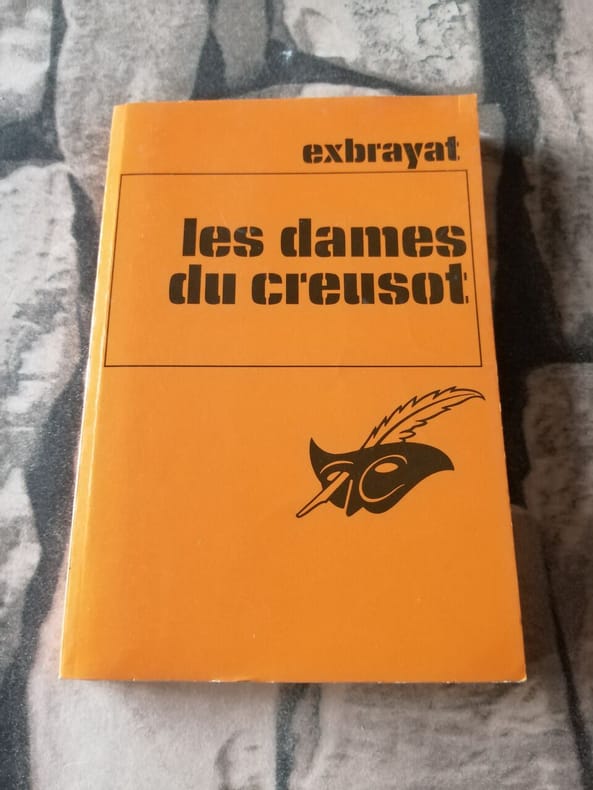 exbrayat
les dames
du creusot